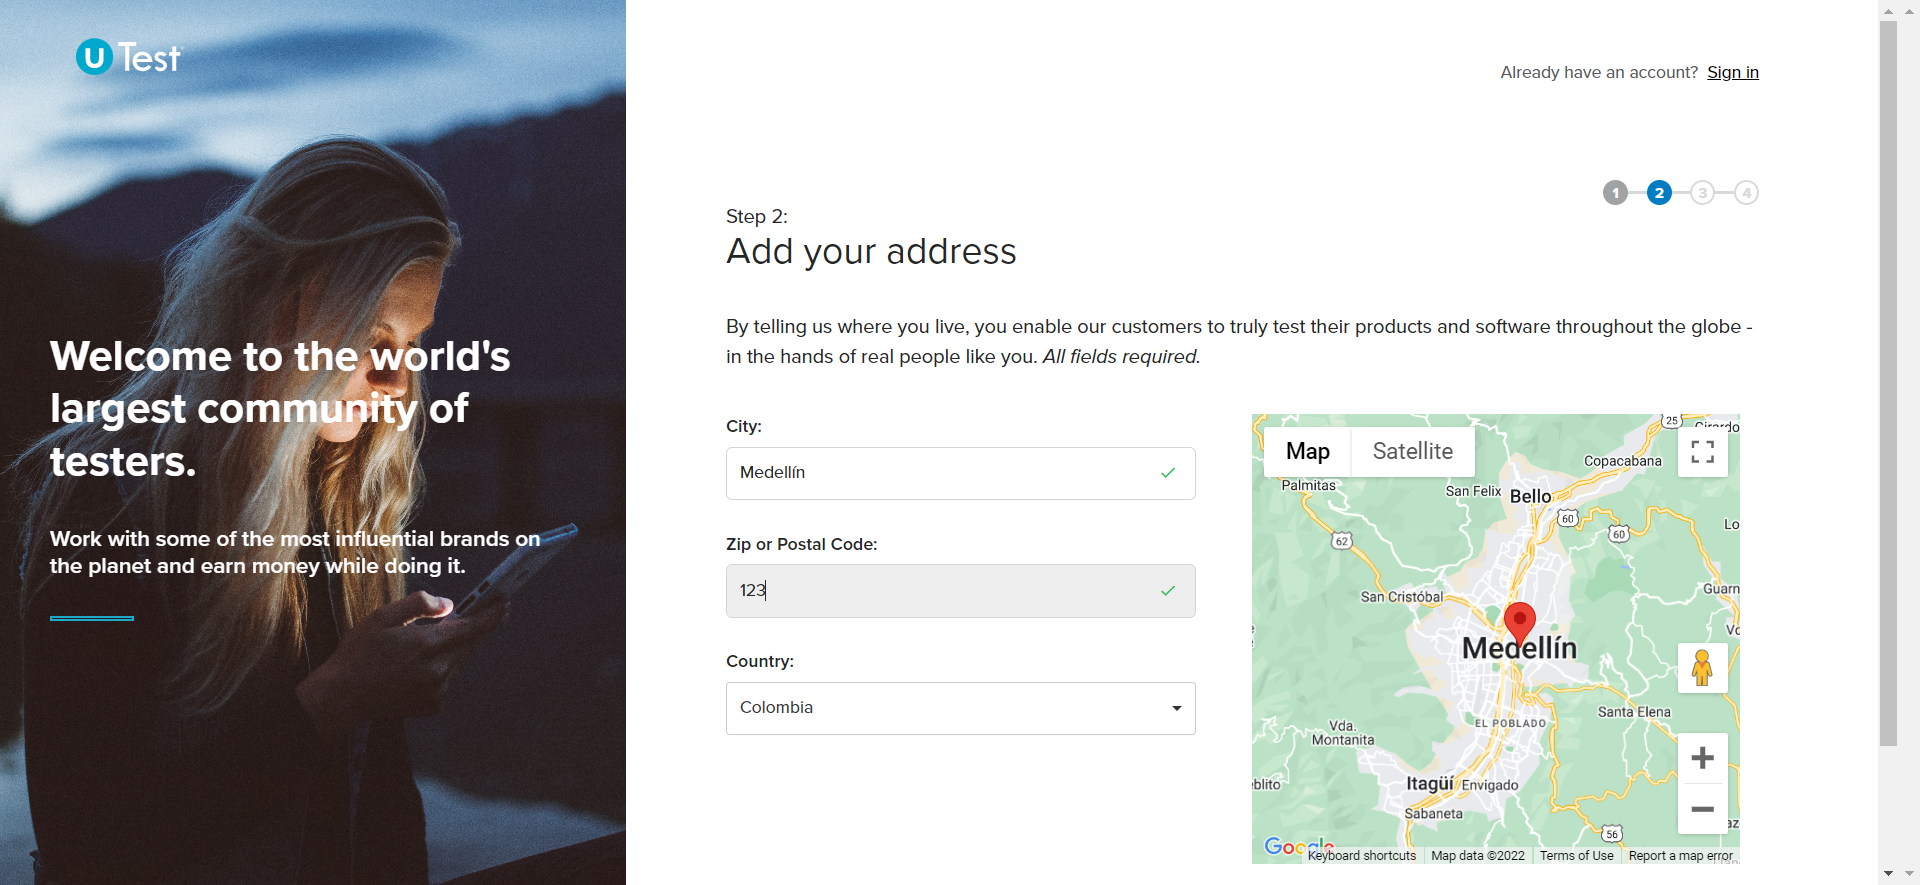 U Test
Already have an account? Sign in
1 2 3 4
Step 2:
Add your address
By telling us where you live, you enable our customers to truly test their products and software throughout the globe -
in the hands of real people like you. All fields required.
Welcome to the world's
largest community of
testers.
Work with some of the most influential brands on
the planet and earn money while doing it.
City:
Medellín
Zip or Postal Code:
123
Country:
Colombia
Map
Satellite
25
Girardo
Copacabana
Palmitas
San Felix
Bello
60
Lo
62
60
San Cristóbal
Guarn
Medellín
EL POBLADO
Santa Elena
Vda.
Montanita
Itagüí
Envigado
eblito
Sabaneta
56
Google
Keyboard shortcuts
Map data ©2022
Terms of Use
Report a map error